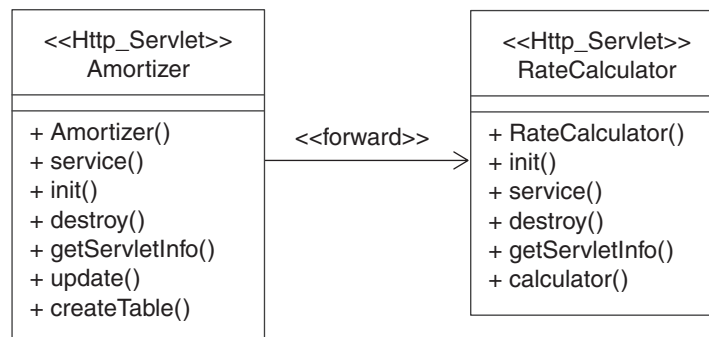 <<Http_Servlet>>
Amortizer
+ Amortizer()
+ service()
+ init()
+ destroy()
+ getServletInfo()
+ update()
+ createTable()
<<forward>>
<<Http_Servlet>>
RateCalculator
+ RateCalculator()
+ init()
+ service()
+ destroy()
+ getServletInfo()
+ calculator()